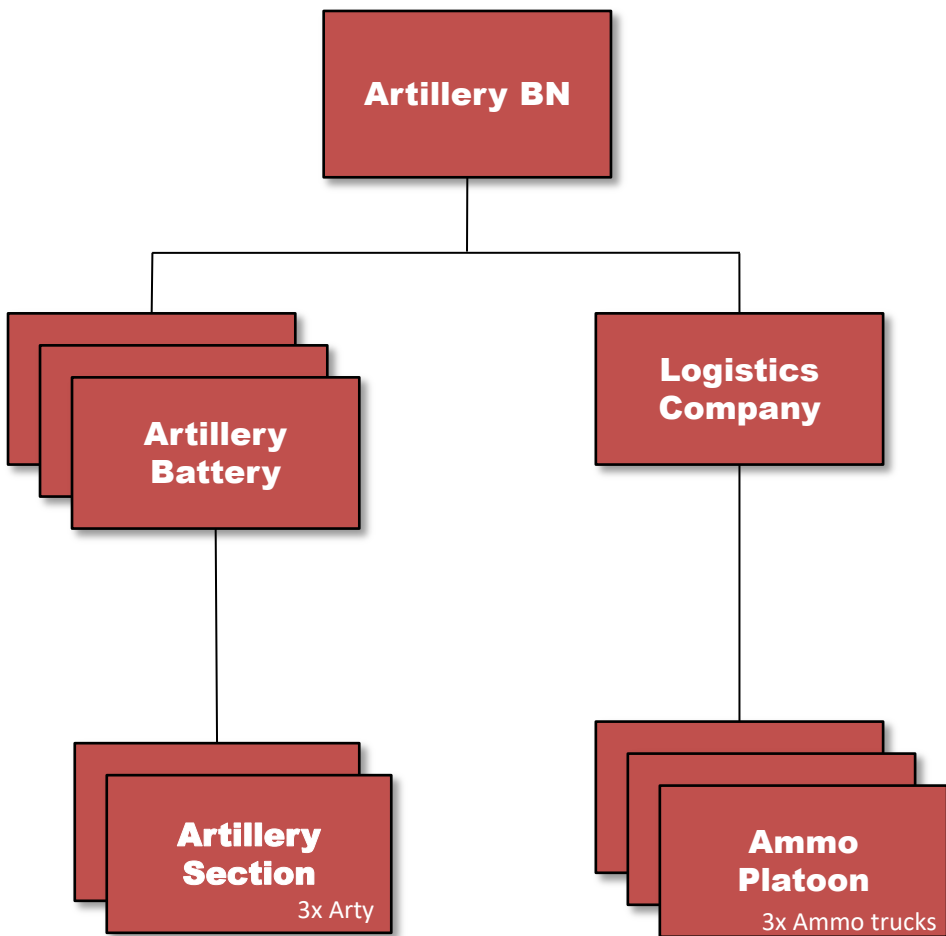 Artillery BN
Artillery
Battery
Logistics
Company
Artillery
Section
3x Arty
Ammo
Platoon
3x Ammo trucks